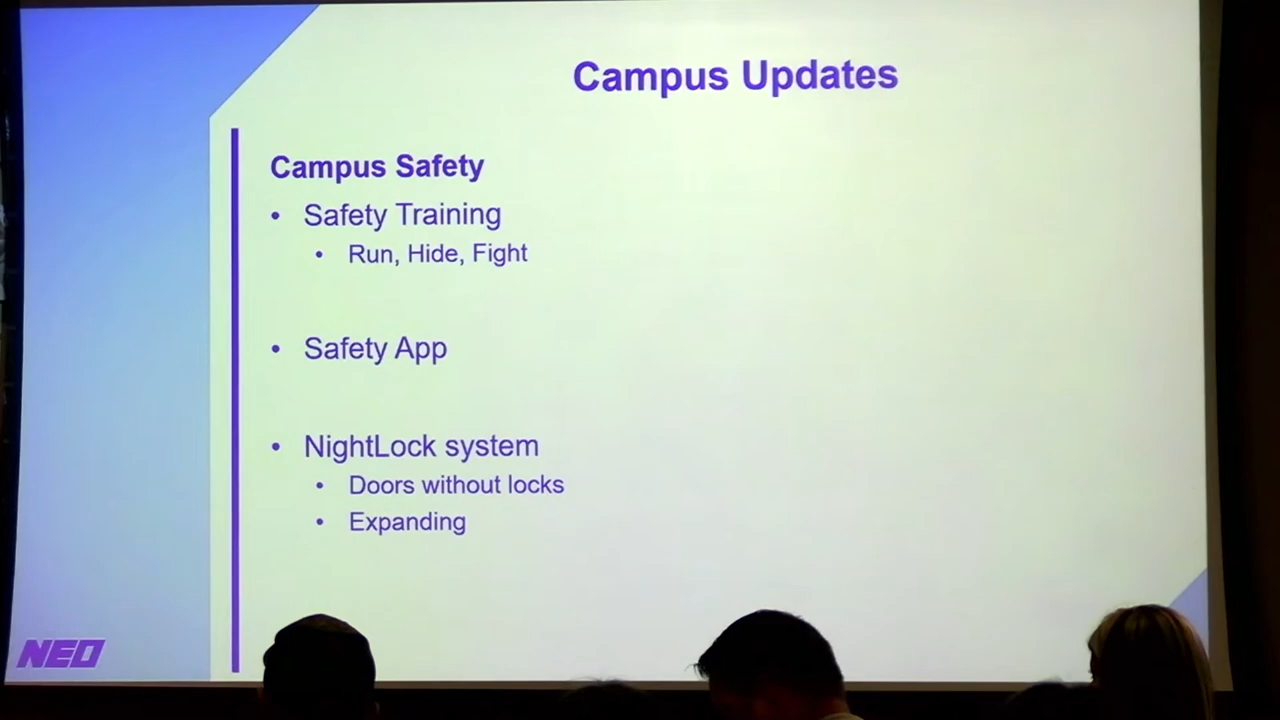 Campus Updates
Campus Safety
• Safety Training
• Run, Hide, Fight
• Safety App
• NightLock system
• Doors without locks
• Expanding
NEO